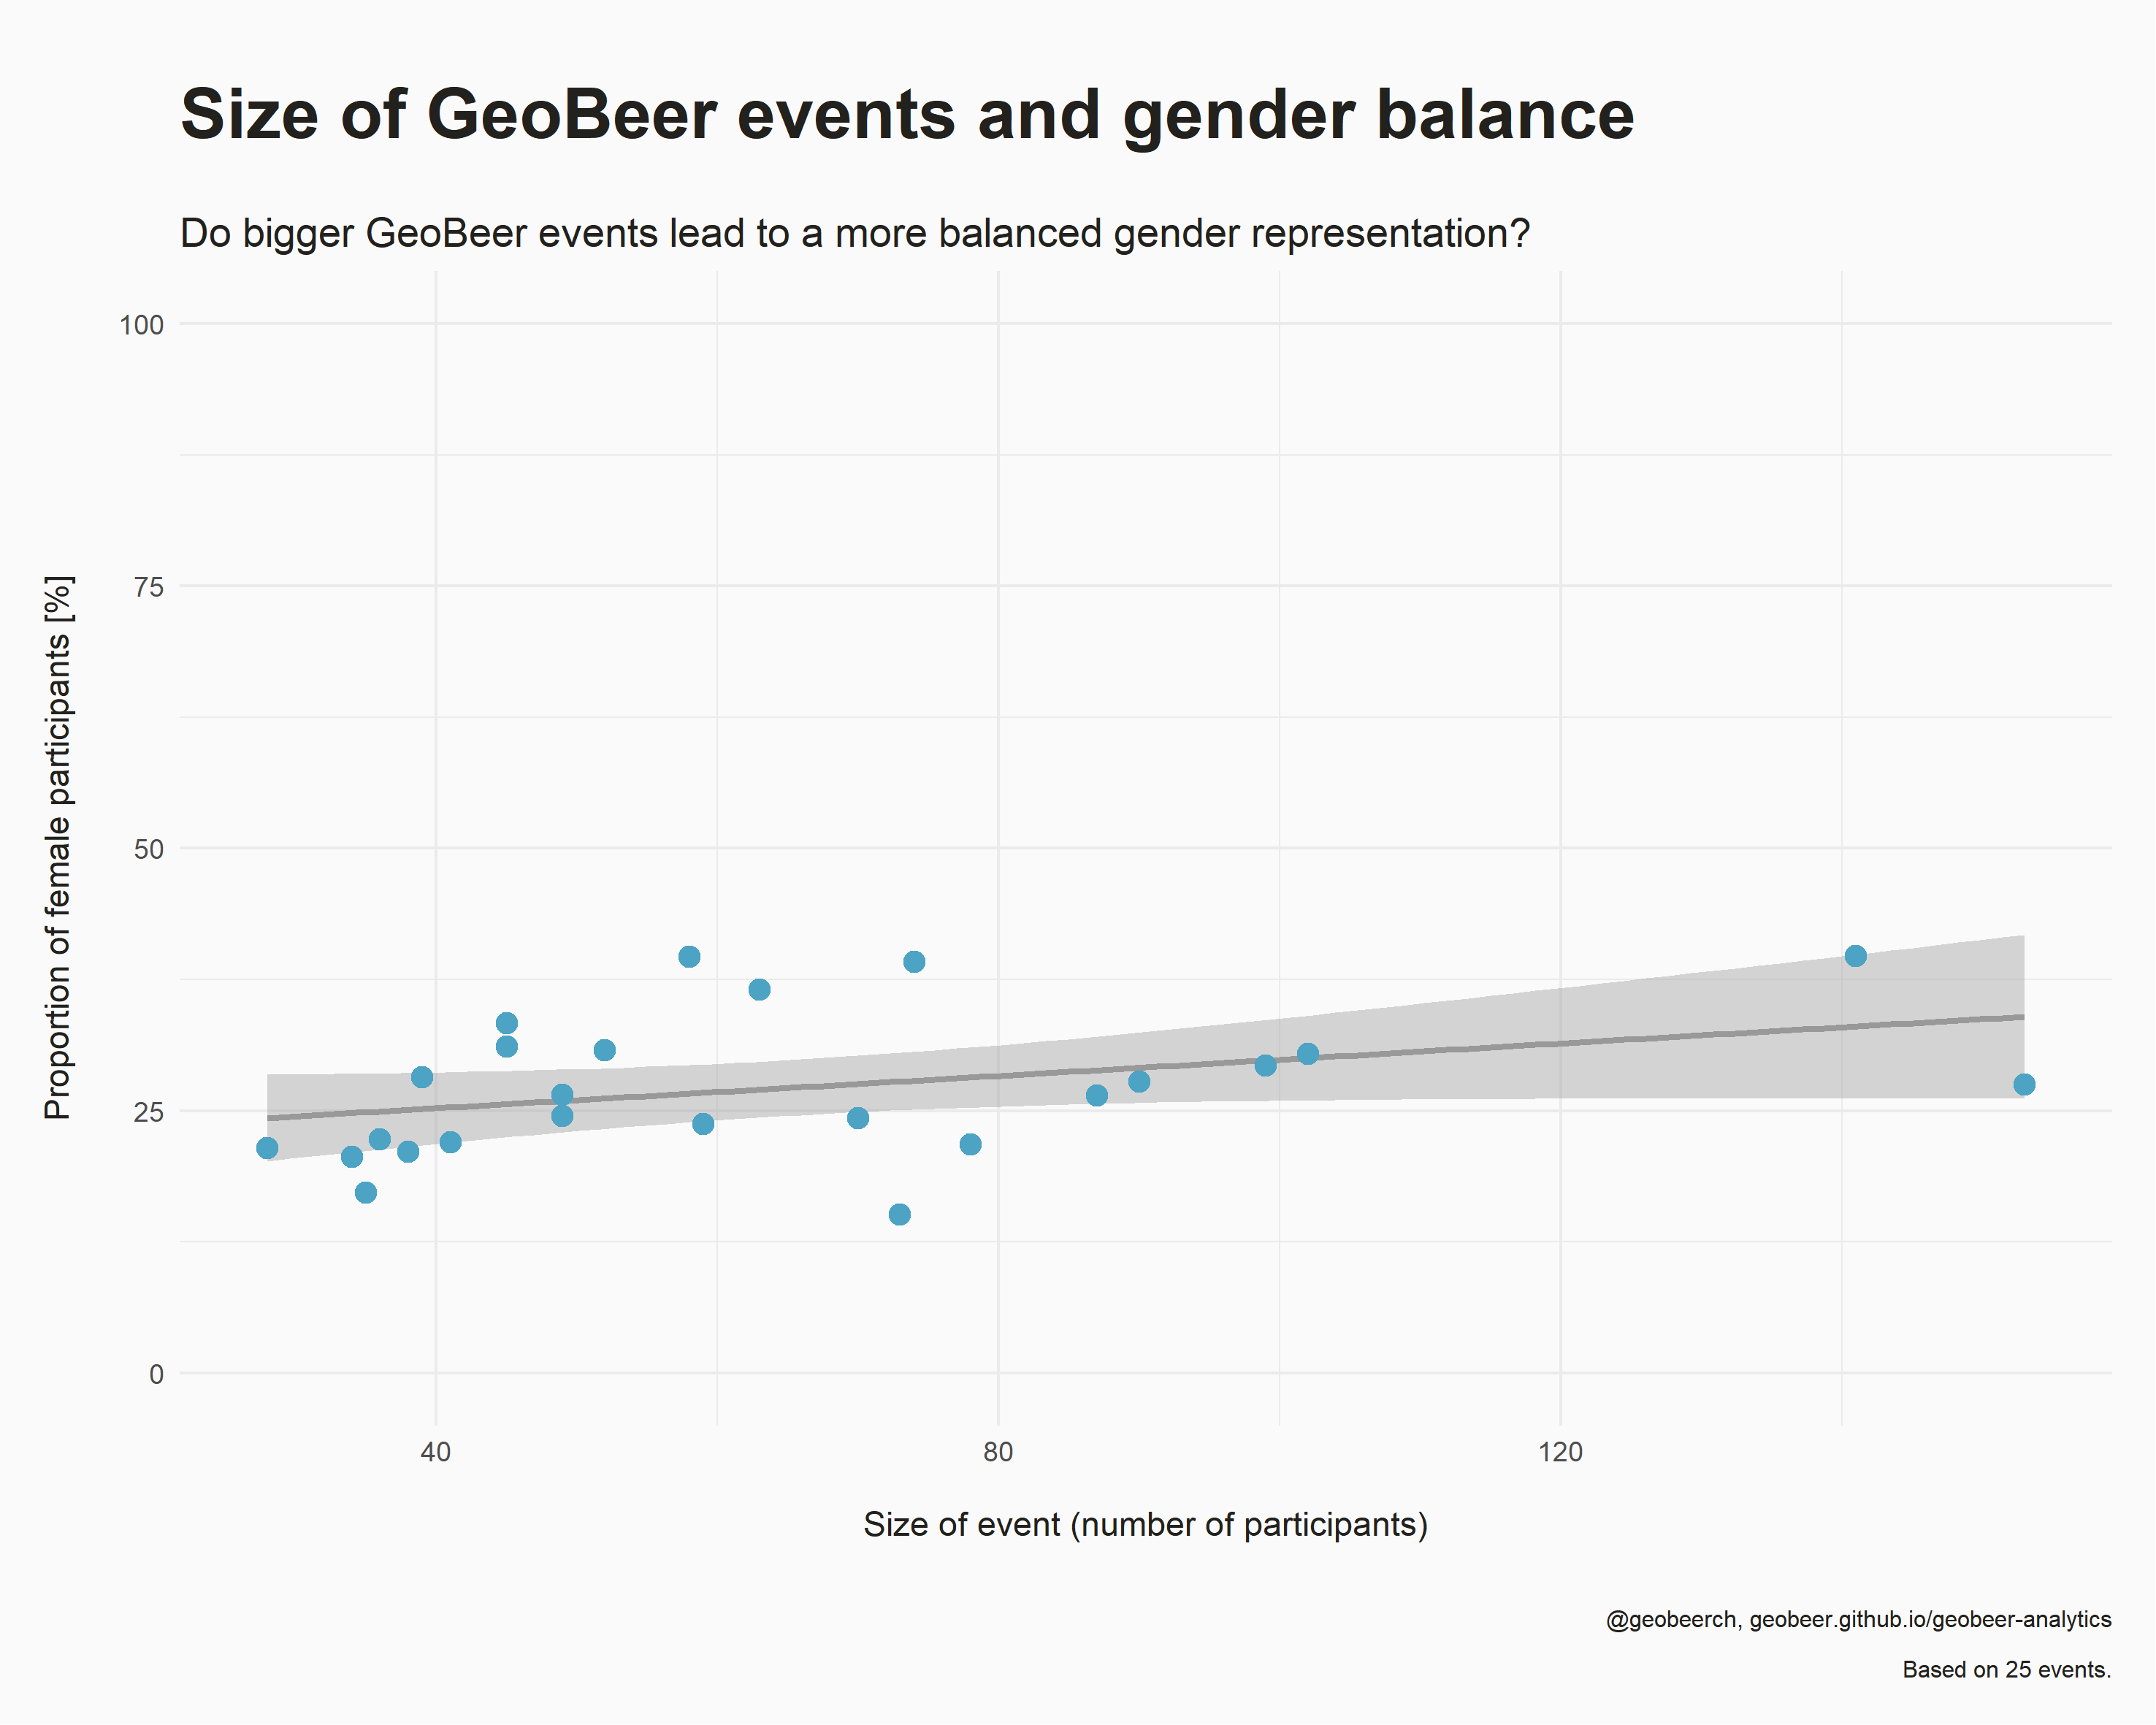 Size of GeoBeer events and gender balance
Do bigger GeoBeer events lead to a more balanced gender representation?
Proportion of female participants [%]
100
75
50
25
0
40 80 120
Size of event (number of participants)
@geobeerch, geobeer.github.io/geobeer-analytics
Based on 25 events.